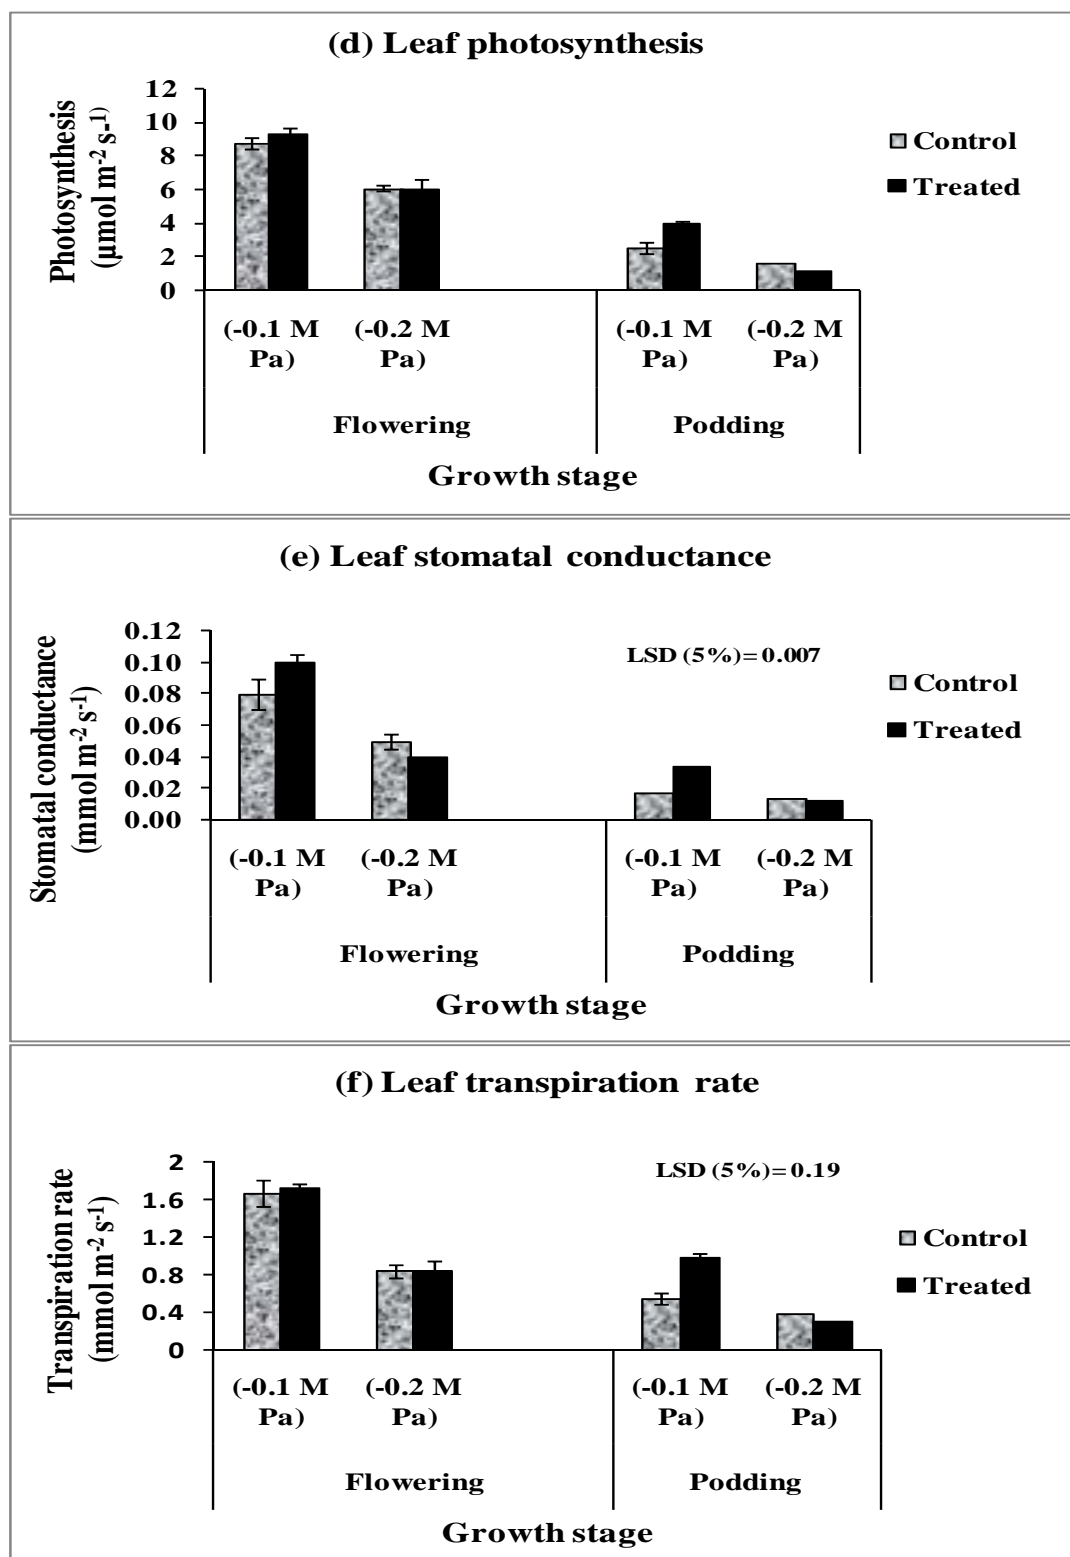 (d) Leaf photosynthesis
Photosynthesis
(µmol m-2 s-1)
12
10
8
6
4
2
0
Control
Treated
(-0.1 M
Pa)
(-0.2 M
Pa)
(-0.1 M
Pa)
(-0.2 M
Pa)
Flowering
Podding
Growth stage
(e) Leaf stomatal conductance
Stomatal conductance
(mmol m-2 s-1)
0.12
0.10
0.08
0.06
0.04
0.02
0.00
LSD (5%)= 0.007
Control
Treated
(-0.1 M
Pa)
(-0.2 M
Pa)
(-0.1 M
Pa)
(-0.2 M
Pa)
Flowering
Podding
Growth stage
(f) Leaf transpiration rate
Transpiration rate
(mmol m-2 s-1)
2
1.6
1.2
0.8
0.4
0
LSD (5%)= 0.19
Control
Treated
(-0.1 M
Pa)
(-0.2 M
Pa)
(-0.1 M
Pa)
(-0.2 M
Pa)
Flowering
Podding
Growth stage